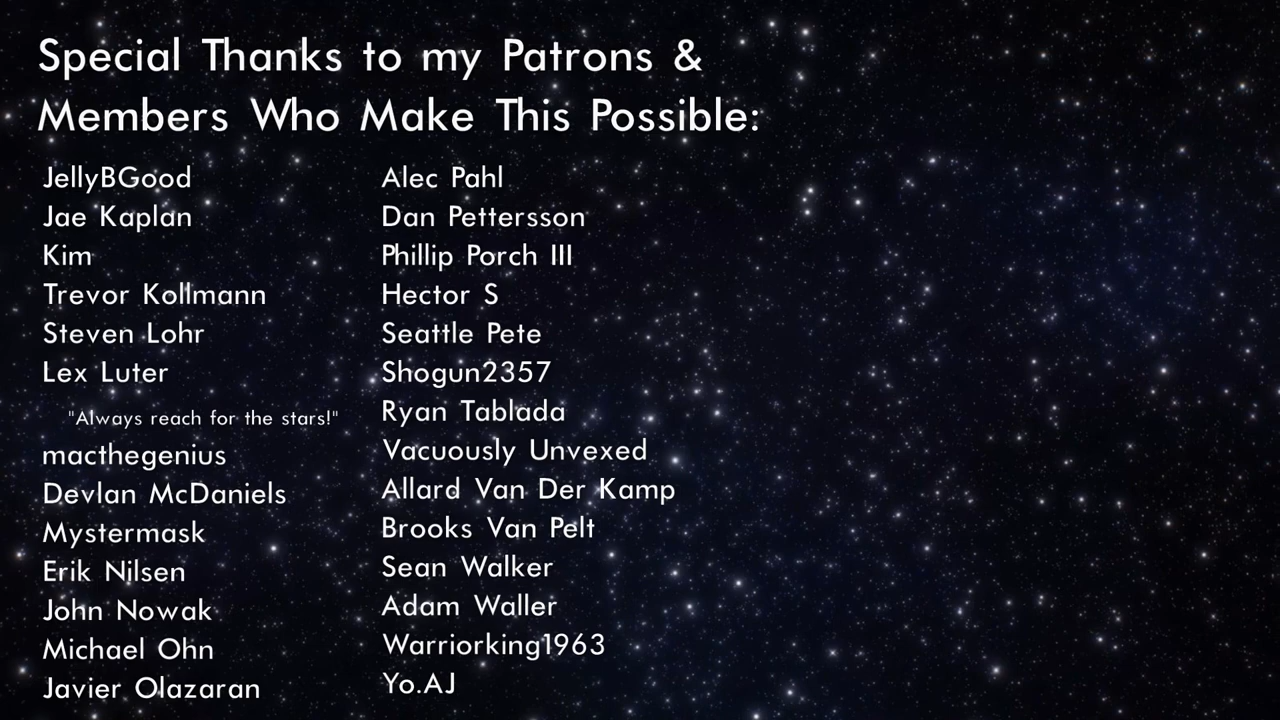 Special Thanks to my Patrons &
Members Who Make This Possible:
JellyBGood
Jae Kaplan
Kim
Trevor Kollmann
Steven Lohr
Lex Luter
"Always reach for the stars!"
macthegenius
Devlan McDaniels
Mystermask
Erik Nilsen
John Nowak
Michael Ohn
Javier Olazaran
Alec Pahl
Dan Pettersson
Phillip Porch III
Hector S
Seattle Pete
Shogun2357
Ryan Tablada
Vacuously Unvexed
Allard Van Der Kamp
Brooks Van Pelt
Sean Walker
Adam Waller
Warriorking1963
Yo.AJ